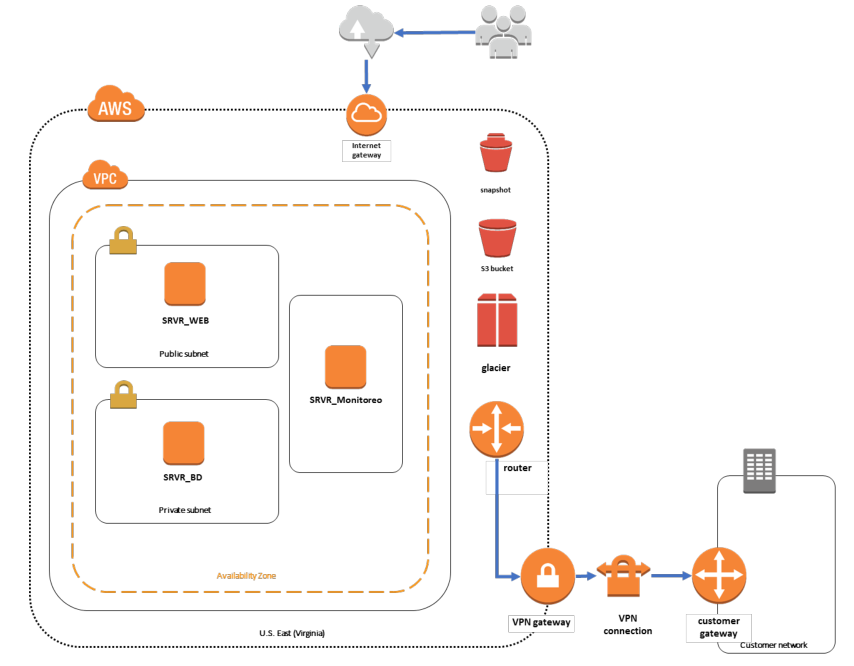 AWS
Internet
gateway
snapshot
VPC
S3 bucket
SRVR_WEB
Public subnet
glacier
SRVR_Monitoreo
router
SRVR_BD
Private subnet
Availability Zone
VPN gateway
VPN
connection
customer
gateway
U.S. East (Virginia)
Customer network